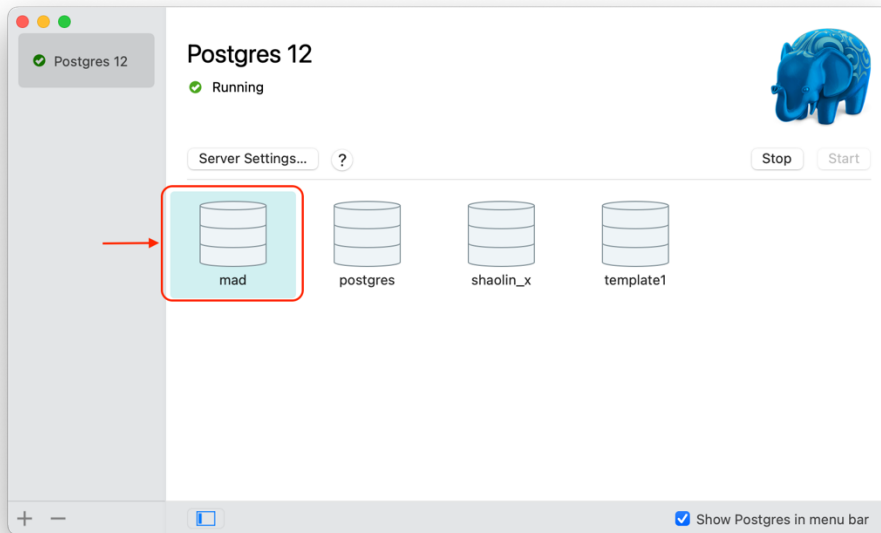 Postgres 12
Postgres 12
Running
Server Settings...
?
Stop
Start
mad
postgres
shaolin_x
template1
Show Postgres in menu bar